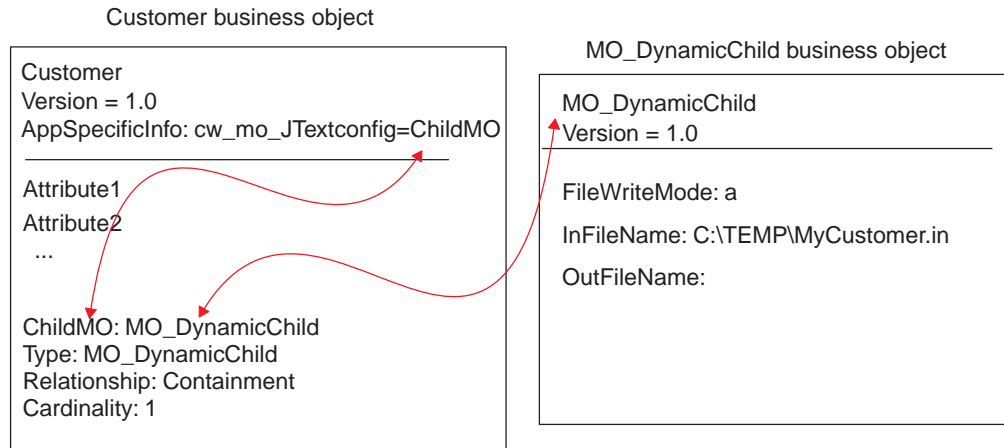 Customer business object
Customer
Version = 1.0
AppSpecificInfo: cw_mo_JTextconfig=ChildMO
Attribute1
Attribute2
...
ChildMO: MO_DynamicChild
Type: MO_DynamicChild
Relationship: Containment
Cardinality: 1
MO_DynamicChild business object
MO_DynamicChild
Version = 1.0
FileWriteMode: a
InFileName: C:\TEMP\MyCustomer.in
OutFileName: